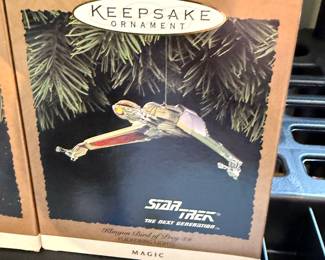 KEEPSAKE
ORNAMENT
STAR TREK
THE NEXT GENERATION
Klingon Bird of Prey
MAGIC